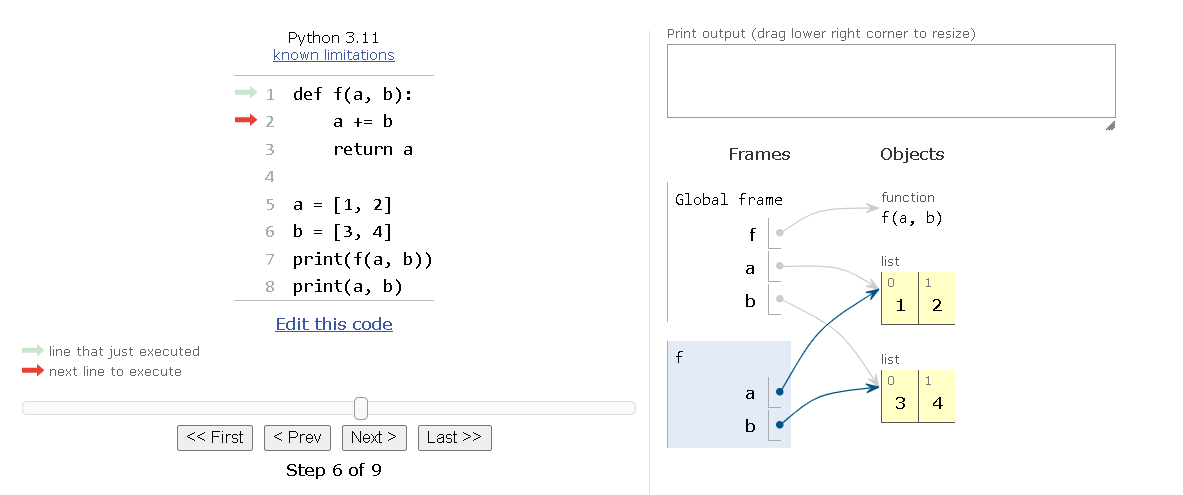 Python 3.11
known limitations
1 def f(a, b):
2     a += b
3     return a
4
5 a = [1, 2]
6 b = [3, 4]
7 print(f(a, b))
8 print(a, b)
Edit this code
line that just executed
next line to execute
<< First < Prev Next > Last >>
Step 6 of 9
Print output (drag lower right corner to resize)
Frames Objects
Global frame
f
a
b
function
f(a, b)
list
0 1
1 2
f
a
b
list
0 1
3 4